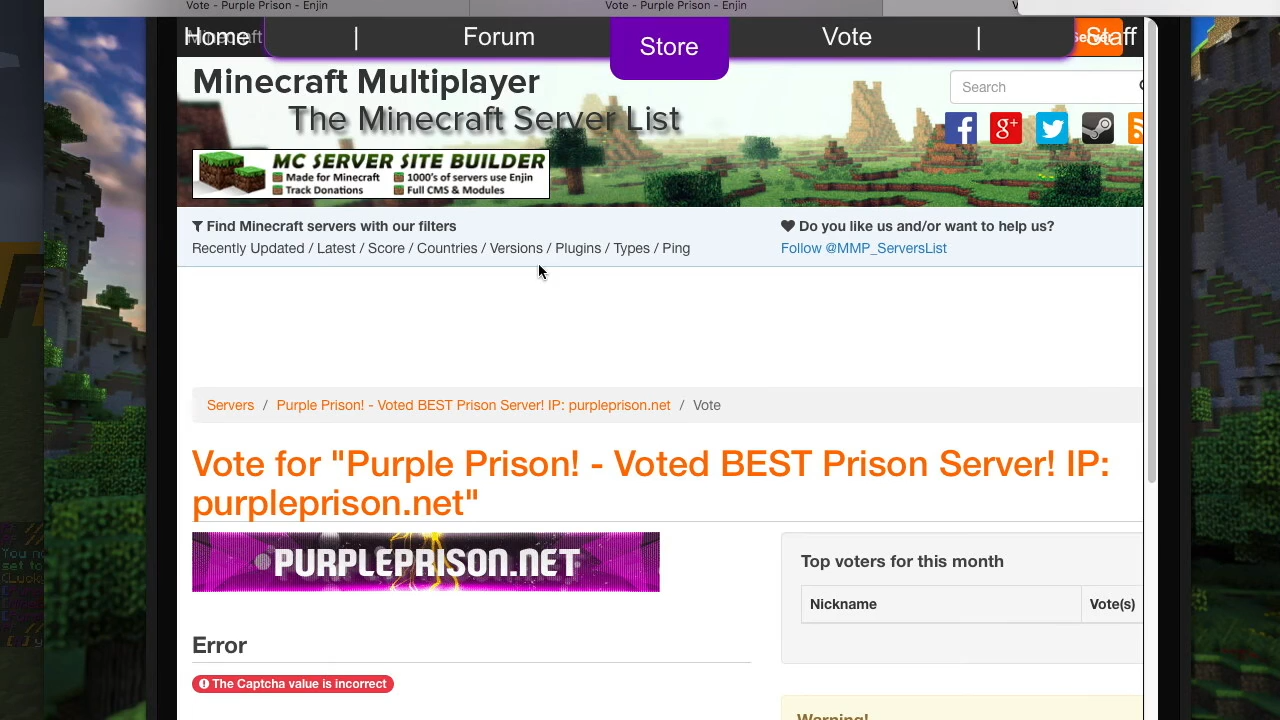 Vote - Purple Prison - Enjin
Vote - Purple Prison - Enjin
Home
Minecraft
|
Forum
Store
Vote
|
Staff
Minecraft Multiplayer
The Minecraft Server List
Search
MC SERVER SITE BUILDER
Made for Minecraft
1000's of servers use Enjin
Track Donations
Full CMS & Modules
Find Minecraft servers with our filters
Recently Updated / Latest / Score / Countries / Versions / Plugins / Types / Ping
Do you like us and/or want to help us?
Follow @MMP_ServersList
Servers / Purple Prison! - Voted BEST Prison Server! IP: purpleprison.net / Vote
Vote for "Purple Prison! - Voted BEST Prison Server! IP:
purpleprison.net"
PURPLEPRISON.NET
Top voters for this month
Nickname
Vote(s)
Error
The Captcha value is incorrect
Warning!